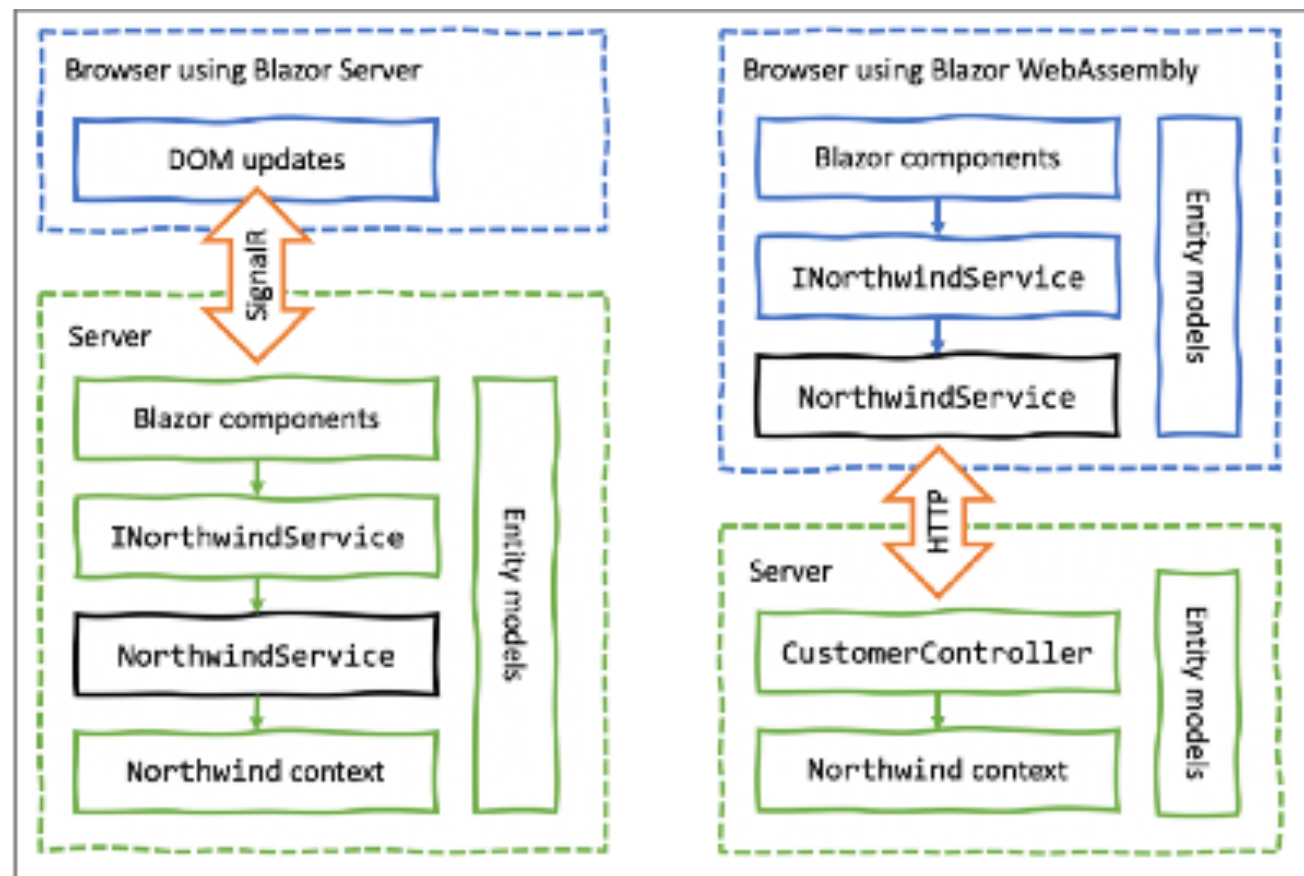 Browser using Blazor Server
DOM updates
SignalR
Server
Blazor components
INorthwindService
NorthwindService
Northwind context
Entity models
Browser using Blazor WebAssembly
Blazor components
INorthwindService
NorthwindService
Entity models
HTTP
Server
CustomerController
Northwind context
Entity models